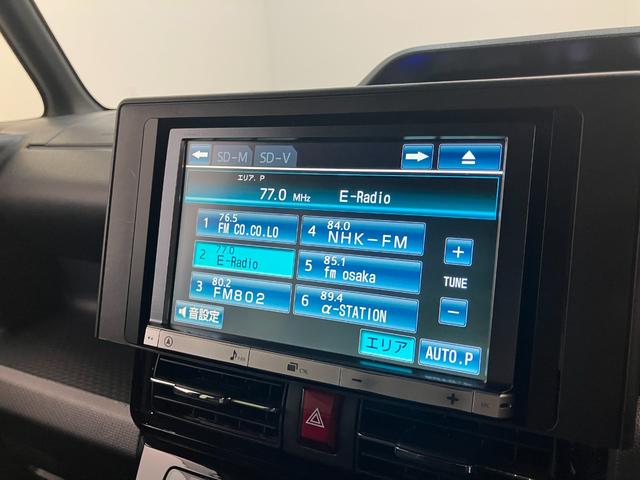 SD-M SD-V
エリア.P
77.0 MHz E-Radio
1 76.5 FM CO.CO.LO
4 84.0 NHK-FM
2 77.0 E-Radio
5 85.1 fm osaka
3 80.2 FM802
6 89.4 α-STATION
+
TUNE
−
音設定
エリア
AUTO.P